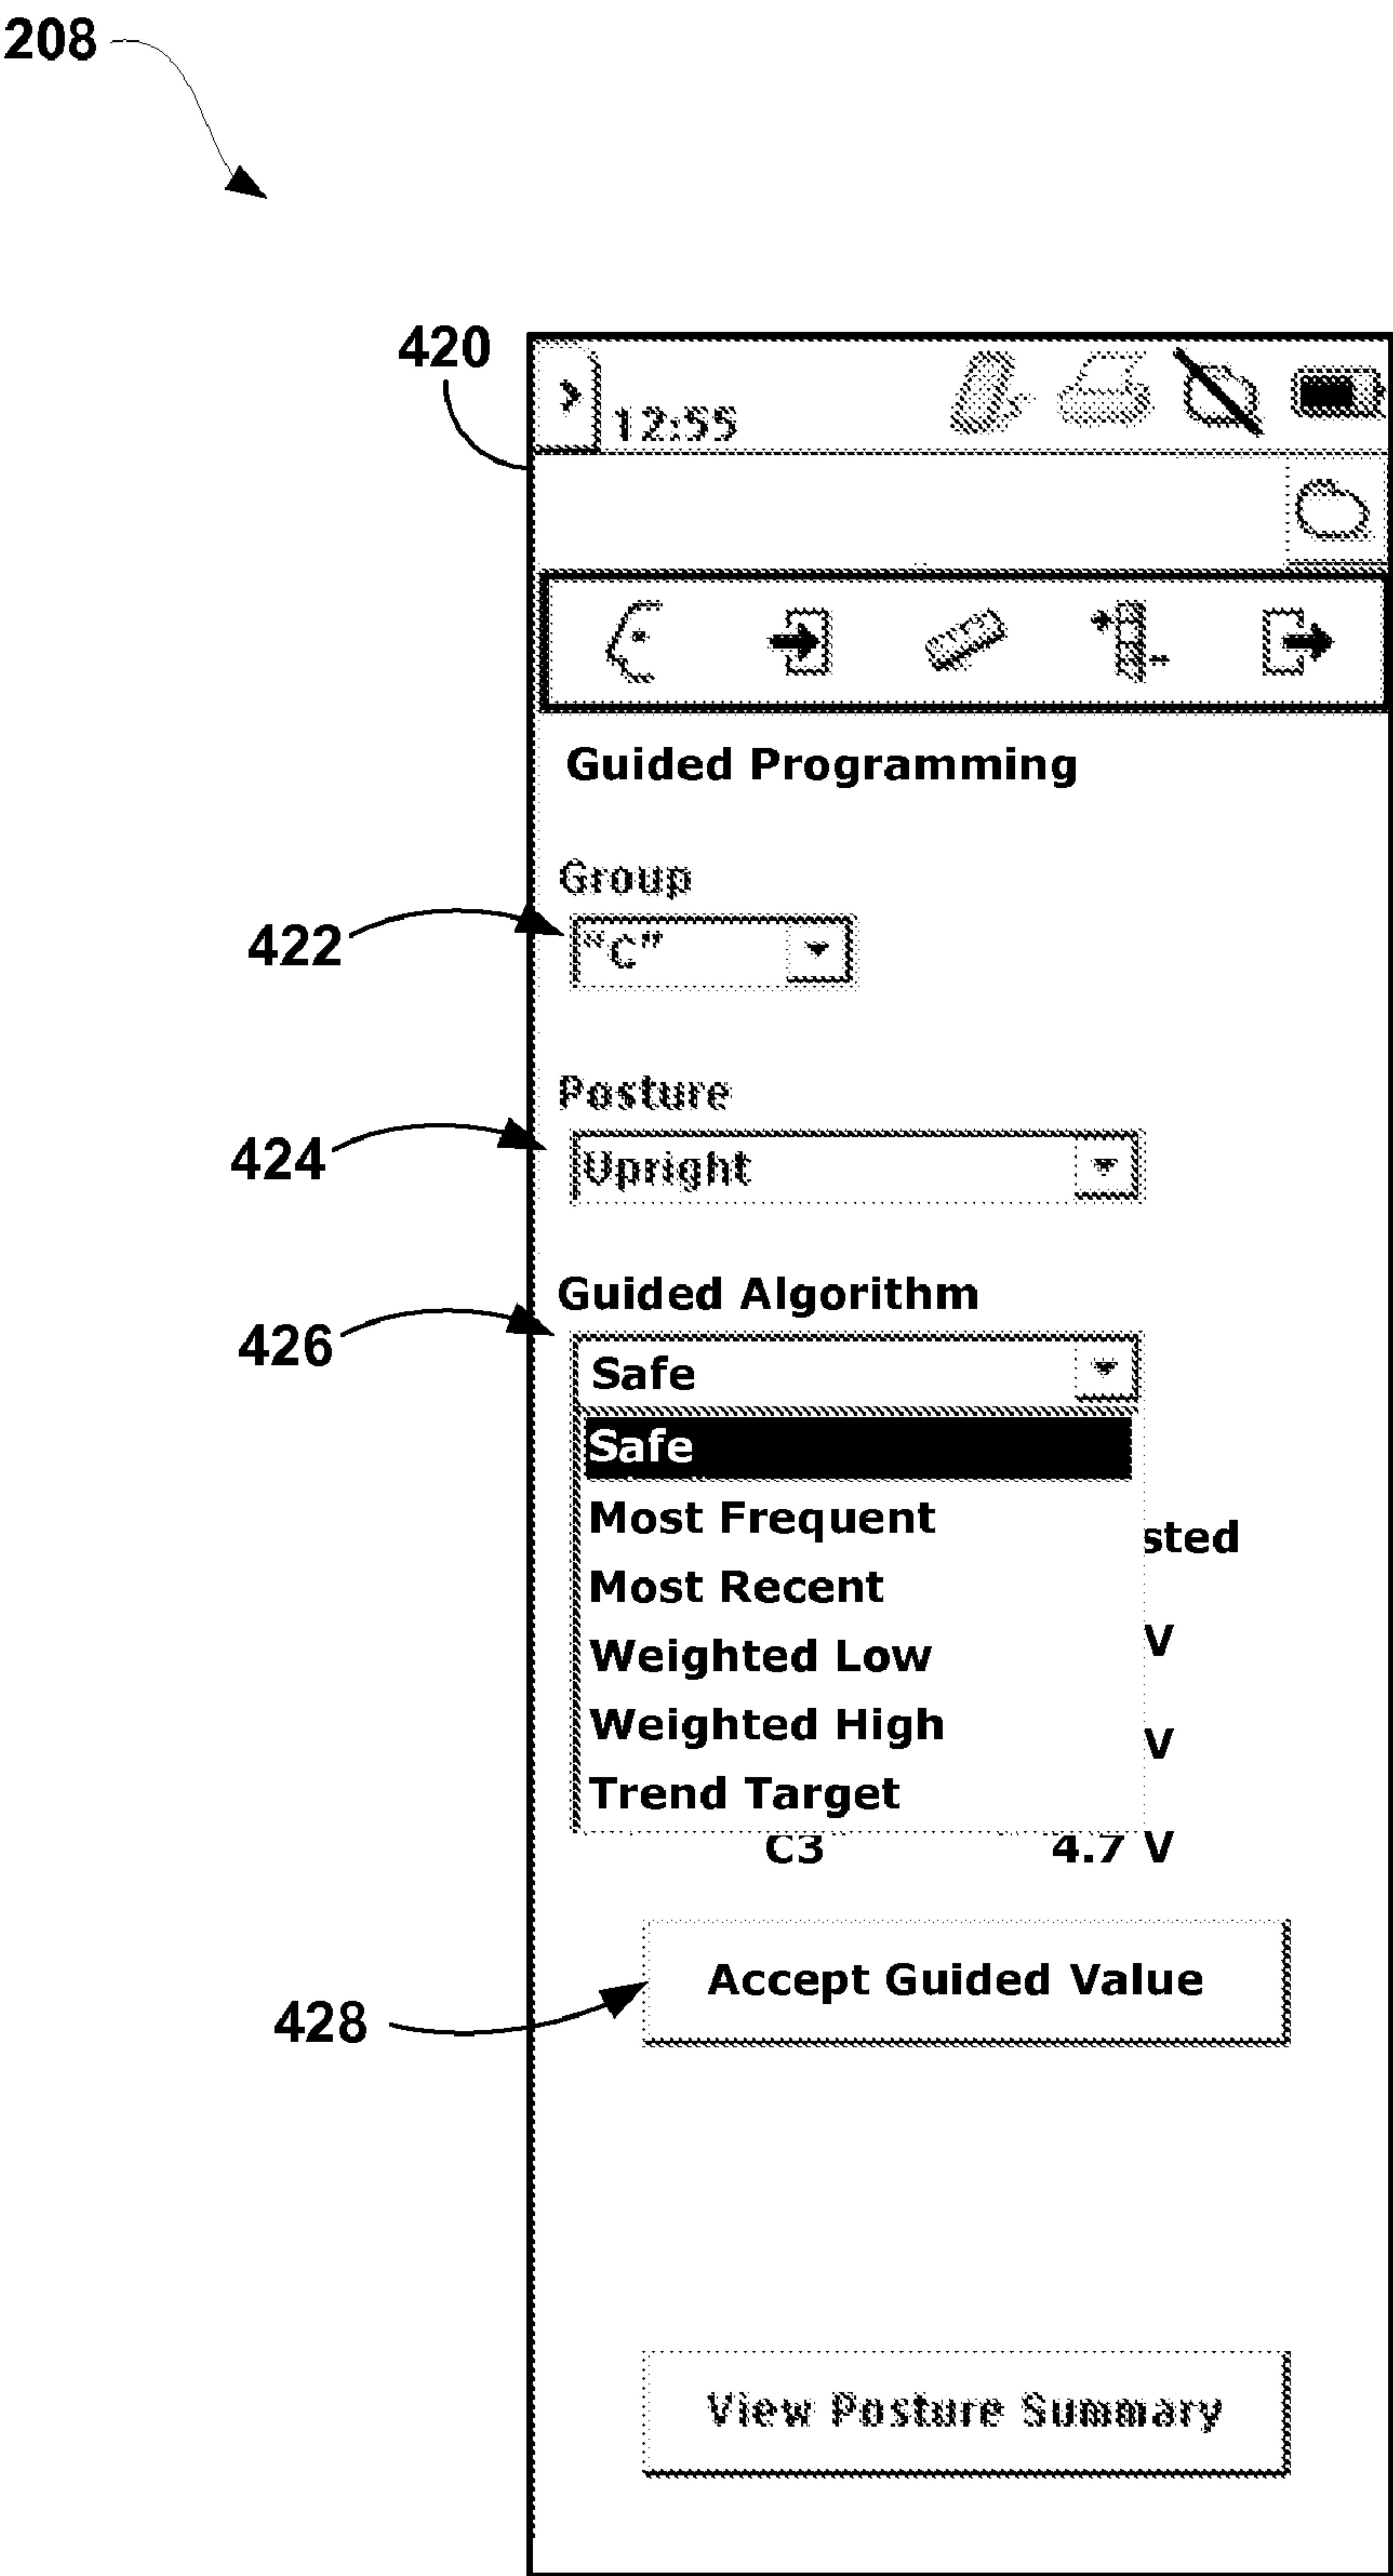 208
420
12:55
Guided Programming
Group
422
“C”
Posture
424
Upright
Guided Algorithm
426
Safe
Safe
Most Frequent
sted
Most Recent
V
Weighted Low
Weighted High
V
Trend Target
C3 4.7 V
Accept Guided Value
428
View Posture Summary